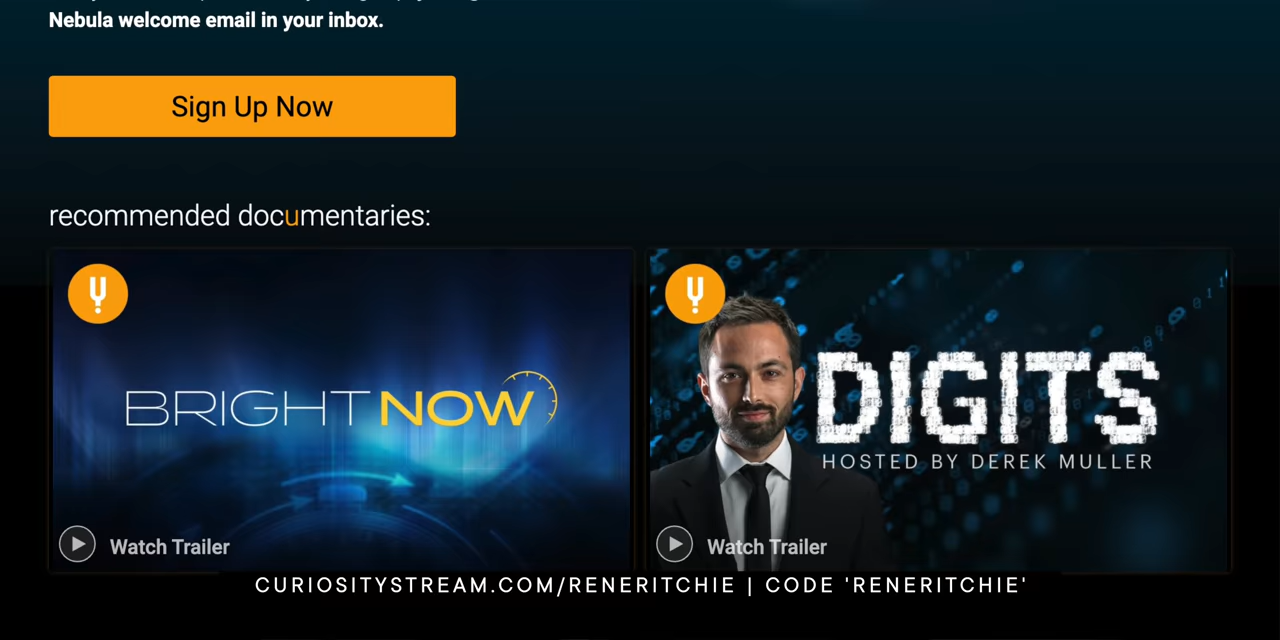 Nebula welcome email in your inbox.
Sign Up Now
recommended documentaries:
BRIGHT NOW
DIGITS
HOSTED BY DEREK MULLER
Watch Trailer
Watch Trailer
CURIOSITYSTREAM.COM/RENERITCHIE | CODE 'RENERITCHIE'